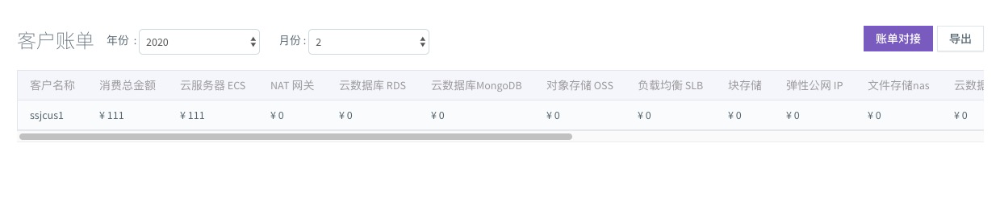 客户账单 年份 : 2020 月份 : 2 账单对接 导出
客户名称 消费总金额 云服务器 ECS NAT 网关 云数据库 RDS 云数据库MongoDB 对象存储 OSS 负载均衡 SLB 块存储 弹性公网 IP 文件存储nas 云数据
ssjcus1 ¥ 111 ¥ 111 ¥ 0 ¥ 0 ¥ 0 ¥ 0 ¥ 0 ¥ 0 ¥ 0 ¥ 0 ¥ 0